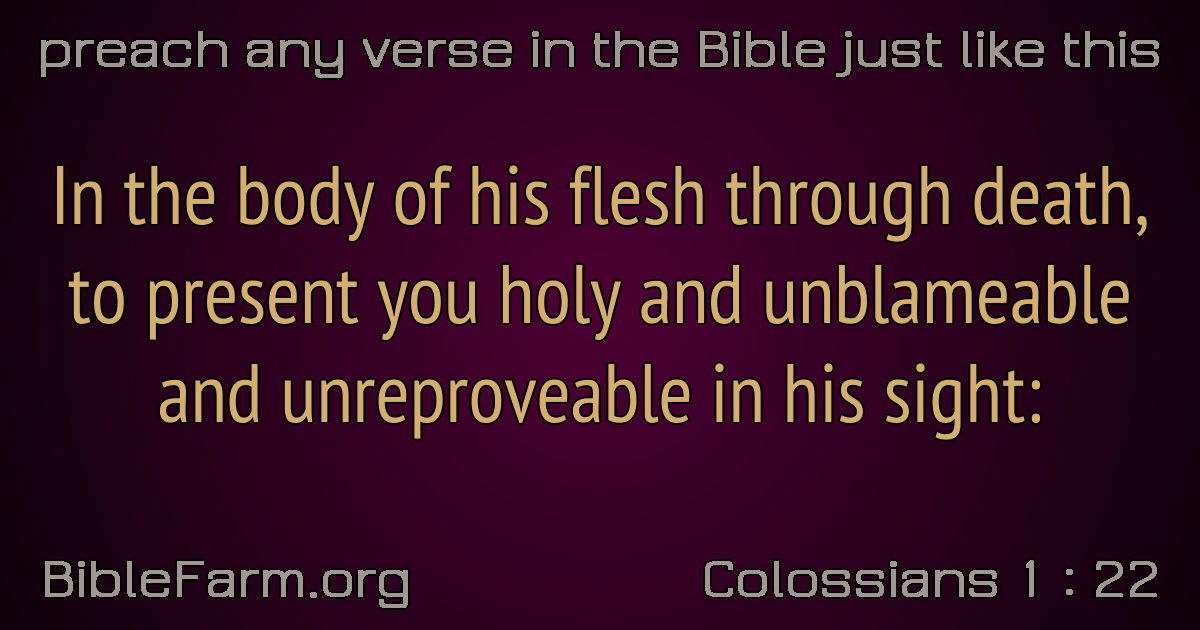 preach any verse in the Bible just like this
In the body of his flesh through death,
to present you holy and unblameable
and unreproveable in his sight:
BibleFarm.org
Colossians 1 : 22